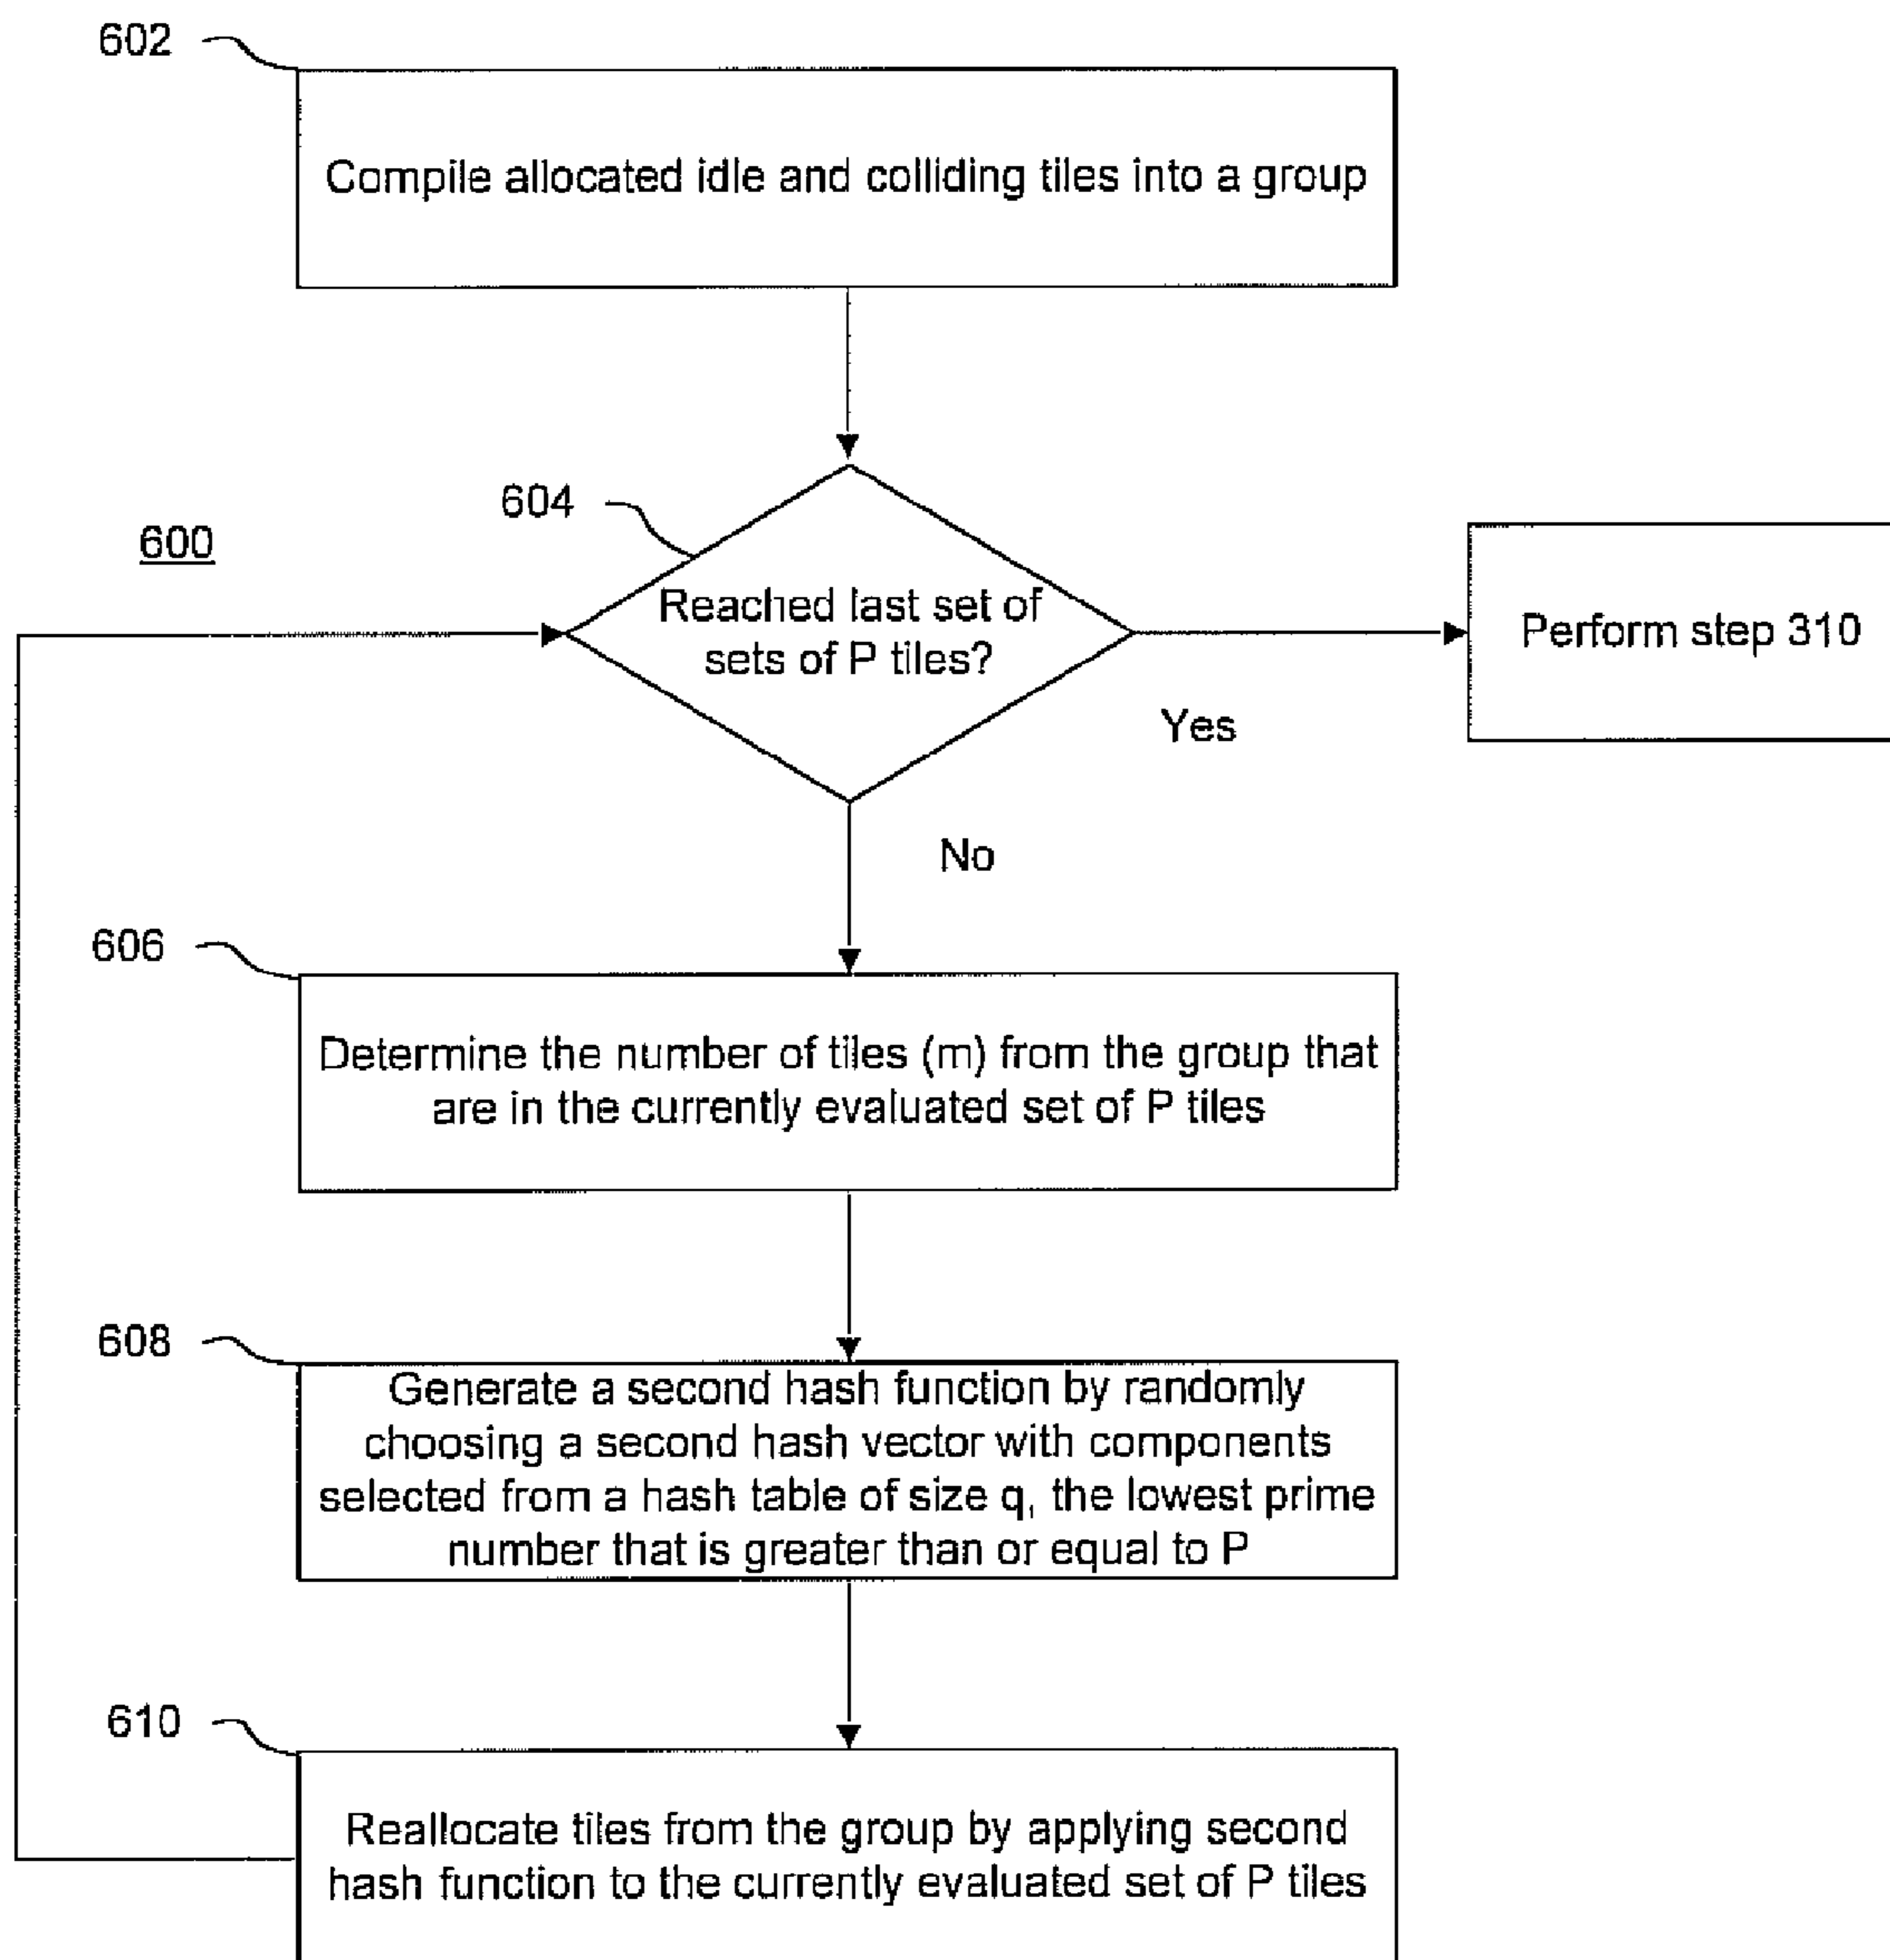 602
Compile allocated idle and colliding tiles into a group
604
600
Reached last set of
sets of P tiles?
Perform step 310
Yes
No
606
Determine the number of tiles (m) from the group that
are in the currently evaluated set of P tiles
608
Generate a second hash function by randomly
choosing a second hash vector with components
selected from a hash table of size q, the lowest prime
number that is greater than or equal to P
610
Reallocate tiles from the group by applying second
hash function to the currently evaluated set of P tiles